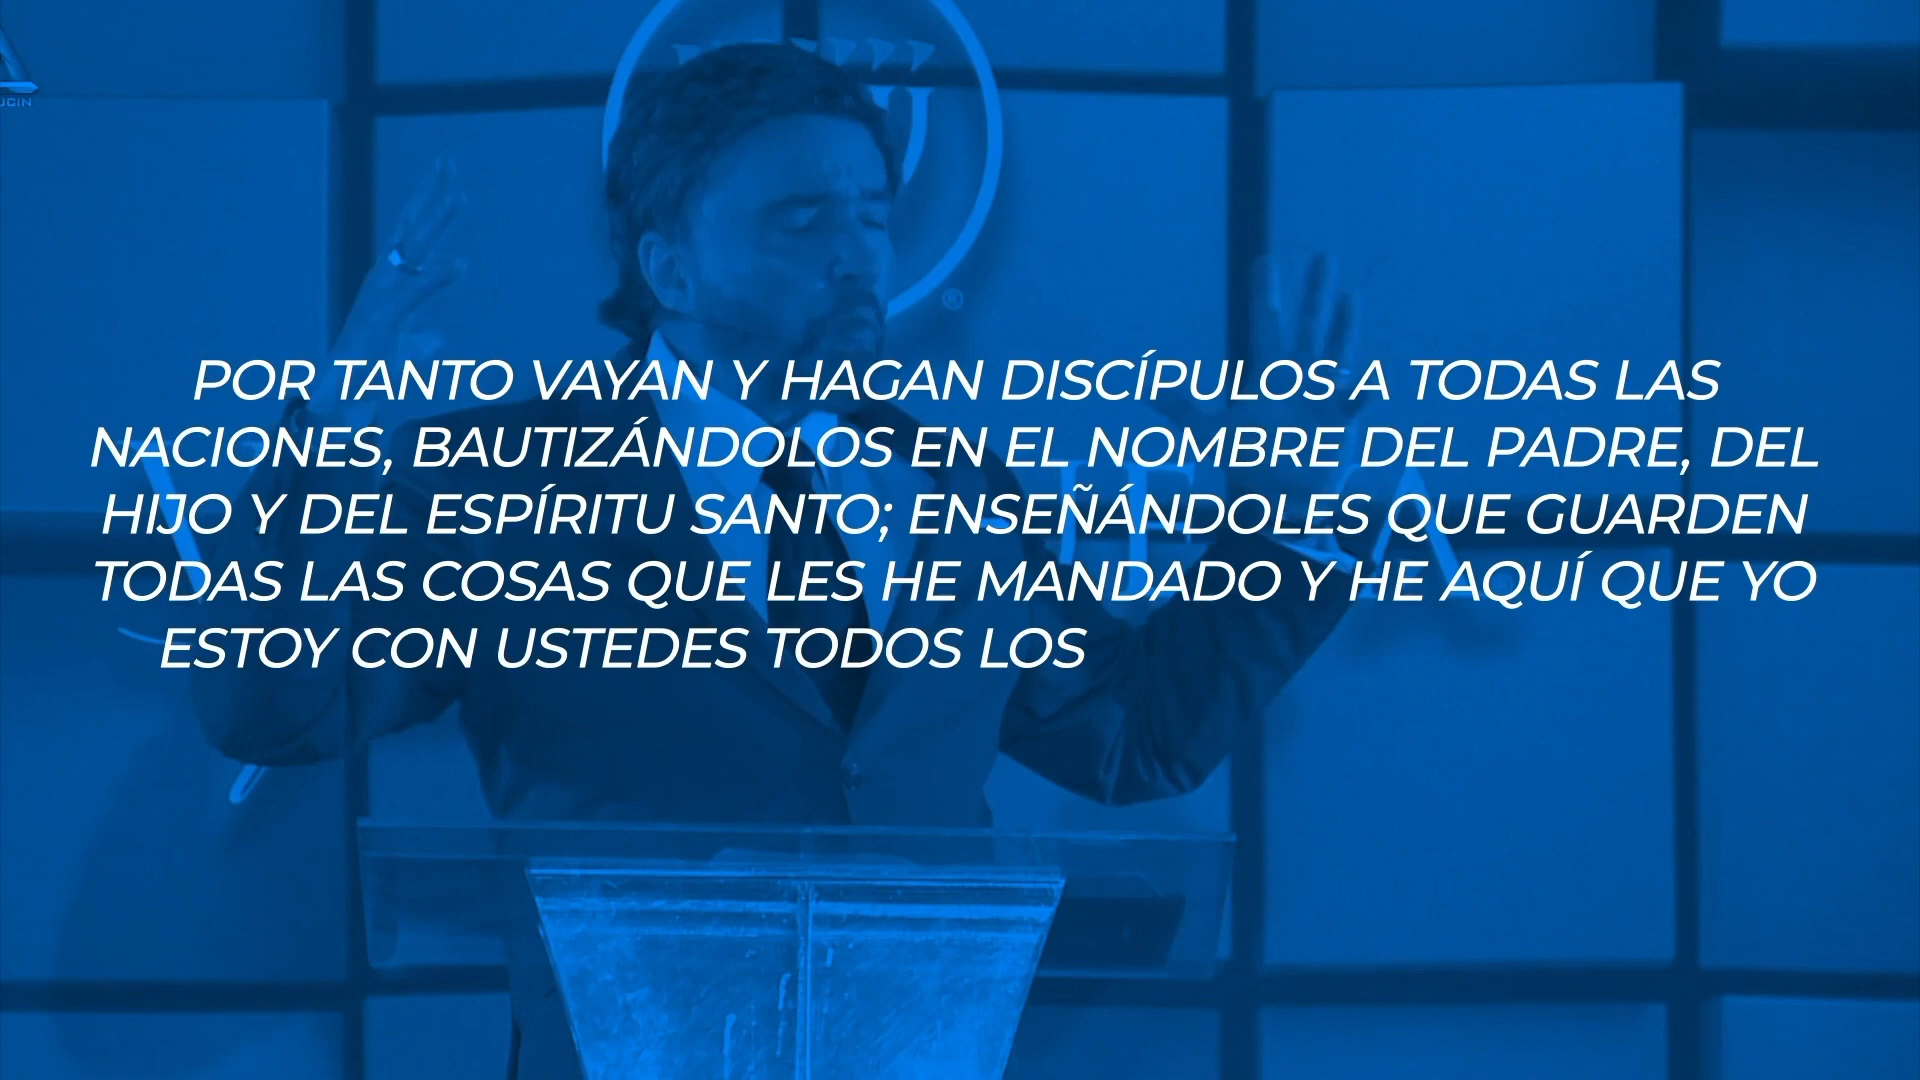 UCIN
®
POR TANTO VAYAN Y HAGAN DISCÍPULOS A TODAS LAS
NACIONES, BAUTIZÁNDOLOS EN EL NOMBRE DEL PADRE, DEL
HIJO Y DEL ESPÍRITU SANTO; ENSEÑÁNDOLES QUE GUARDEN
TODAS LAS COSAS QUE LES HE MANDADO Y HE AQUÍ QUE YO
ESTOY CON USTEDES TODOS LOS